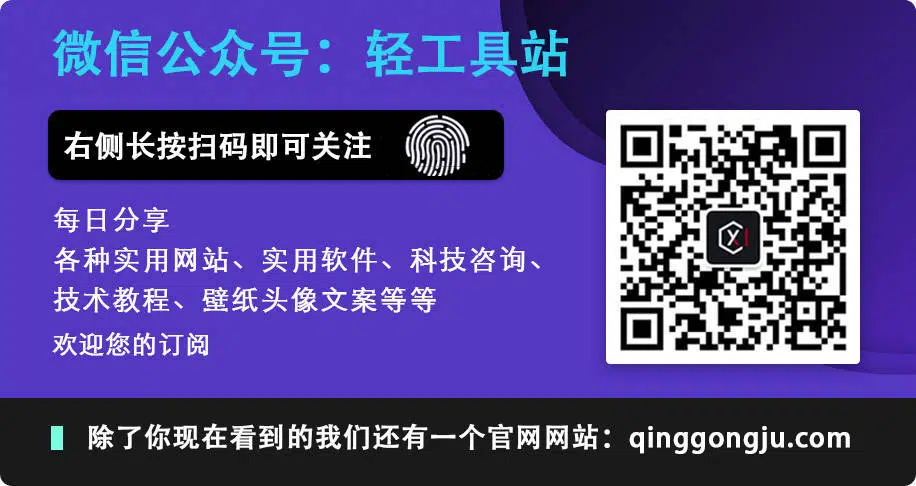 微信公众号：轻工具站
右侧长按扫码即可关注
每日分享
各种实用网站、实用软件、科技咨询、
技术教程、壁纸头像文案等等
欢迎您的订阅
除了你现在看到的我们还有一个官网网站：qinggongju.com